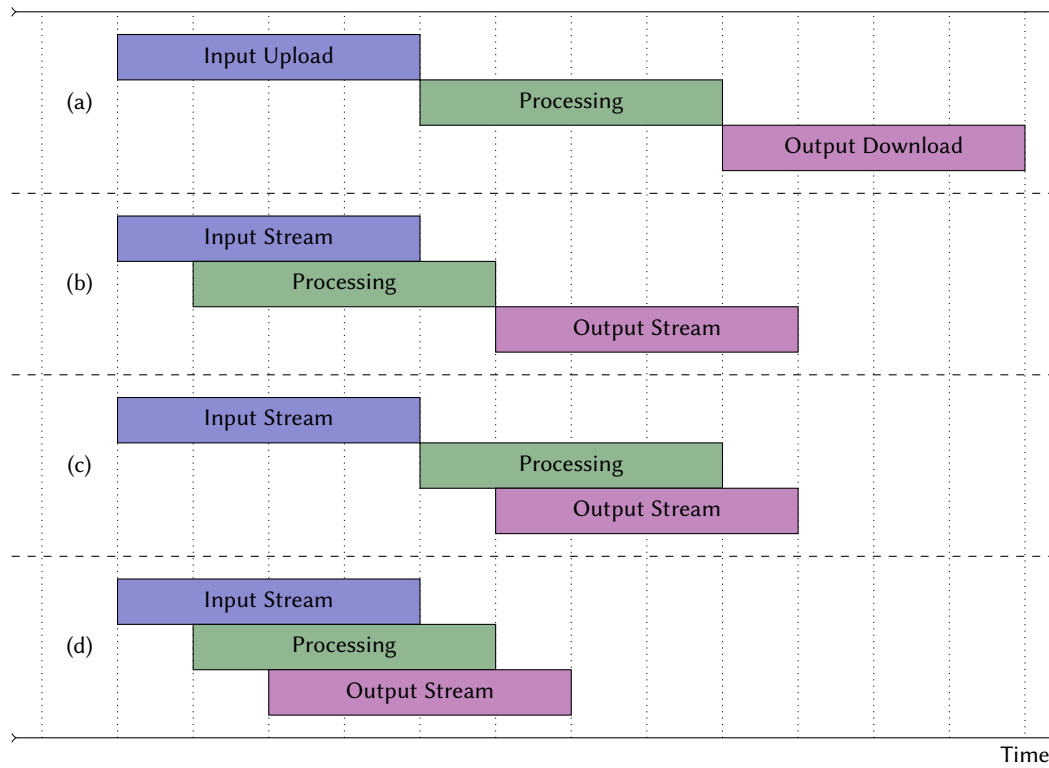 Input Upload
(a)
Processing
Output Download
Input Stream
(b)
Processing
Output Stream
Input Stream
(c)
Processing
Output Stream
Input Stream
(d)
Processing
Output Stream
Time